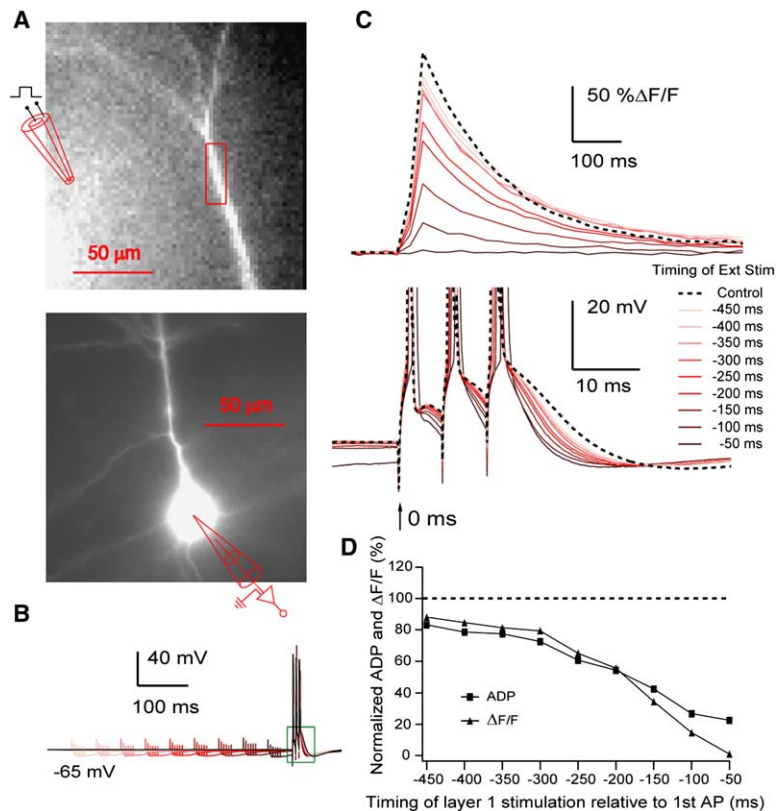 A
50 µm
50 µm
B
40 mV
100 ms
-65 mV
C
50 %ΔF/F
100 ms
Timing of Ext Stim
Control
-450 ms
-400 ms
-350 ms
-300 ms
-250 ms
-200 ms
-150 ms
-100 ms
-50 ms
20 mV
10 ms
0 ms
D
Normalized ADP and ΔF/F (%)
120
100
80
60
40
20
0
ADP
ΔF/F
-450 -400 -350 -300 -250 -200 -150 -100 -50
Timing of layer 1 stimulation relative to 1st AP (ms)